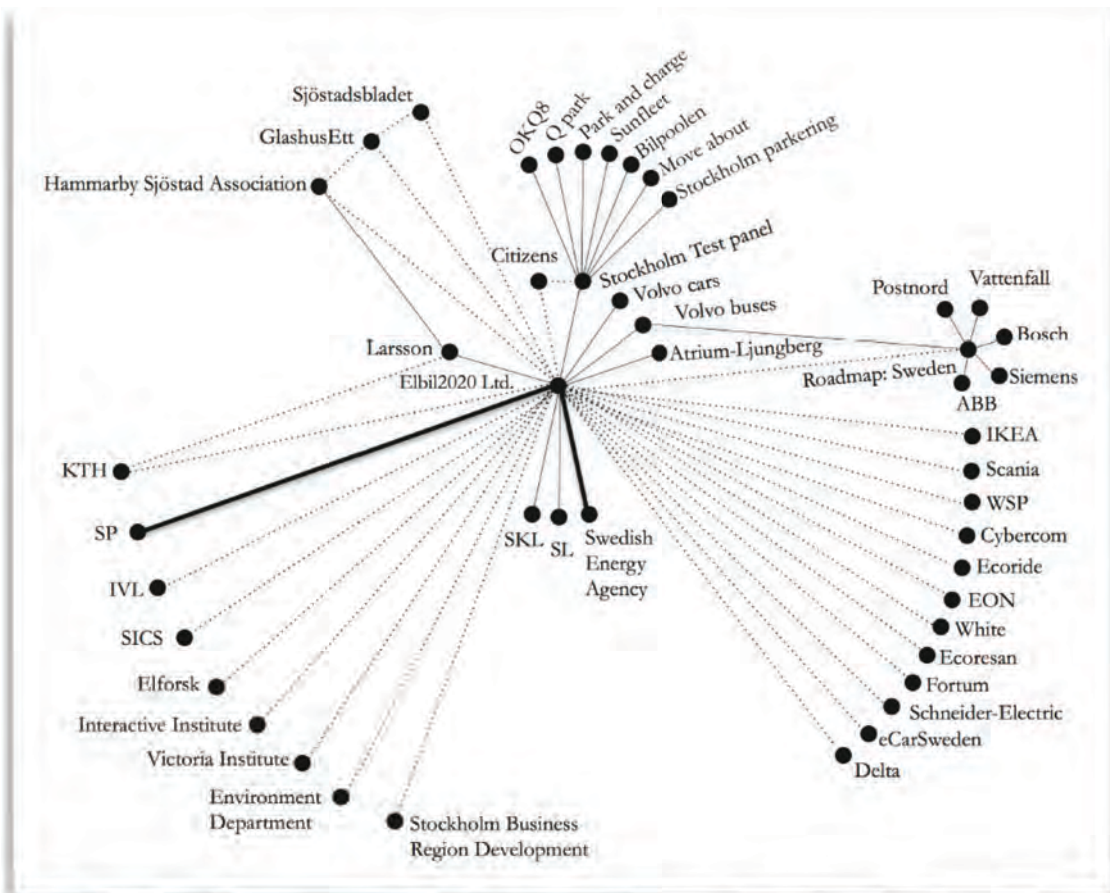 Sjöstadsbladet
GlashusEtt
Hammarby Sjöstad Association
OKQ8
Q park
Park and charge
Sunfleet
Bilpoolen
Move about
Stockholm parkering
Citizens
Stockholm Test panel
Volvo cars
Volvo buses
Atrium-Ljungberg
Larsson
Elbil2020 Ltd.
Postnord
Vattenfall
Bosch
Roadmap: Sweden
Siemens
ABB
IKEA
Scania
WSP
Cybercom
Ecoride
EON
White
Ecoresan
Fortum
Schneider-Electric
eCarSweden
Delta
KTH
SP
IVL
SICS
Elforsk
Interactive Institute
Victoria Institute
Environment
Department
Stockholm Business
Region Development
SKL
SL
Swedish
Energy
Agency